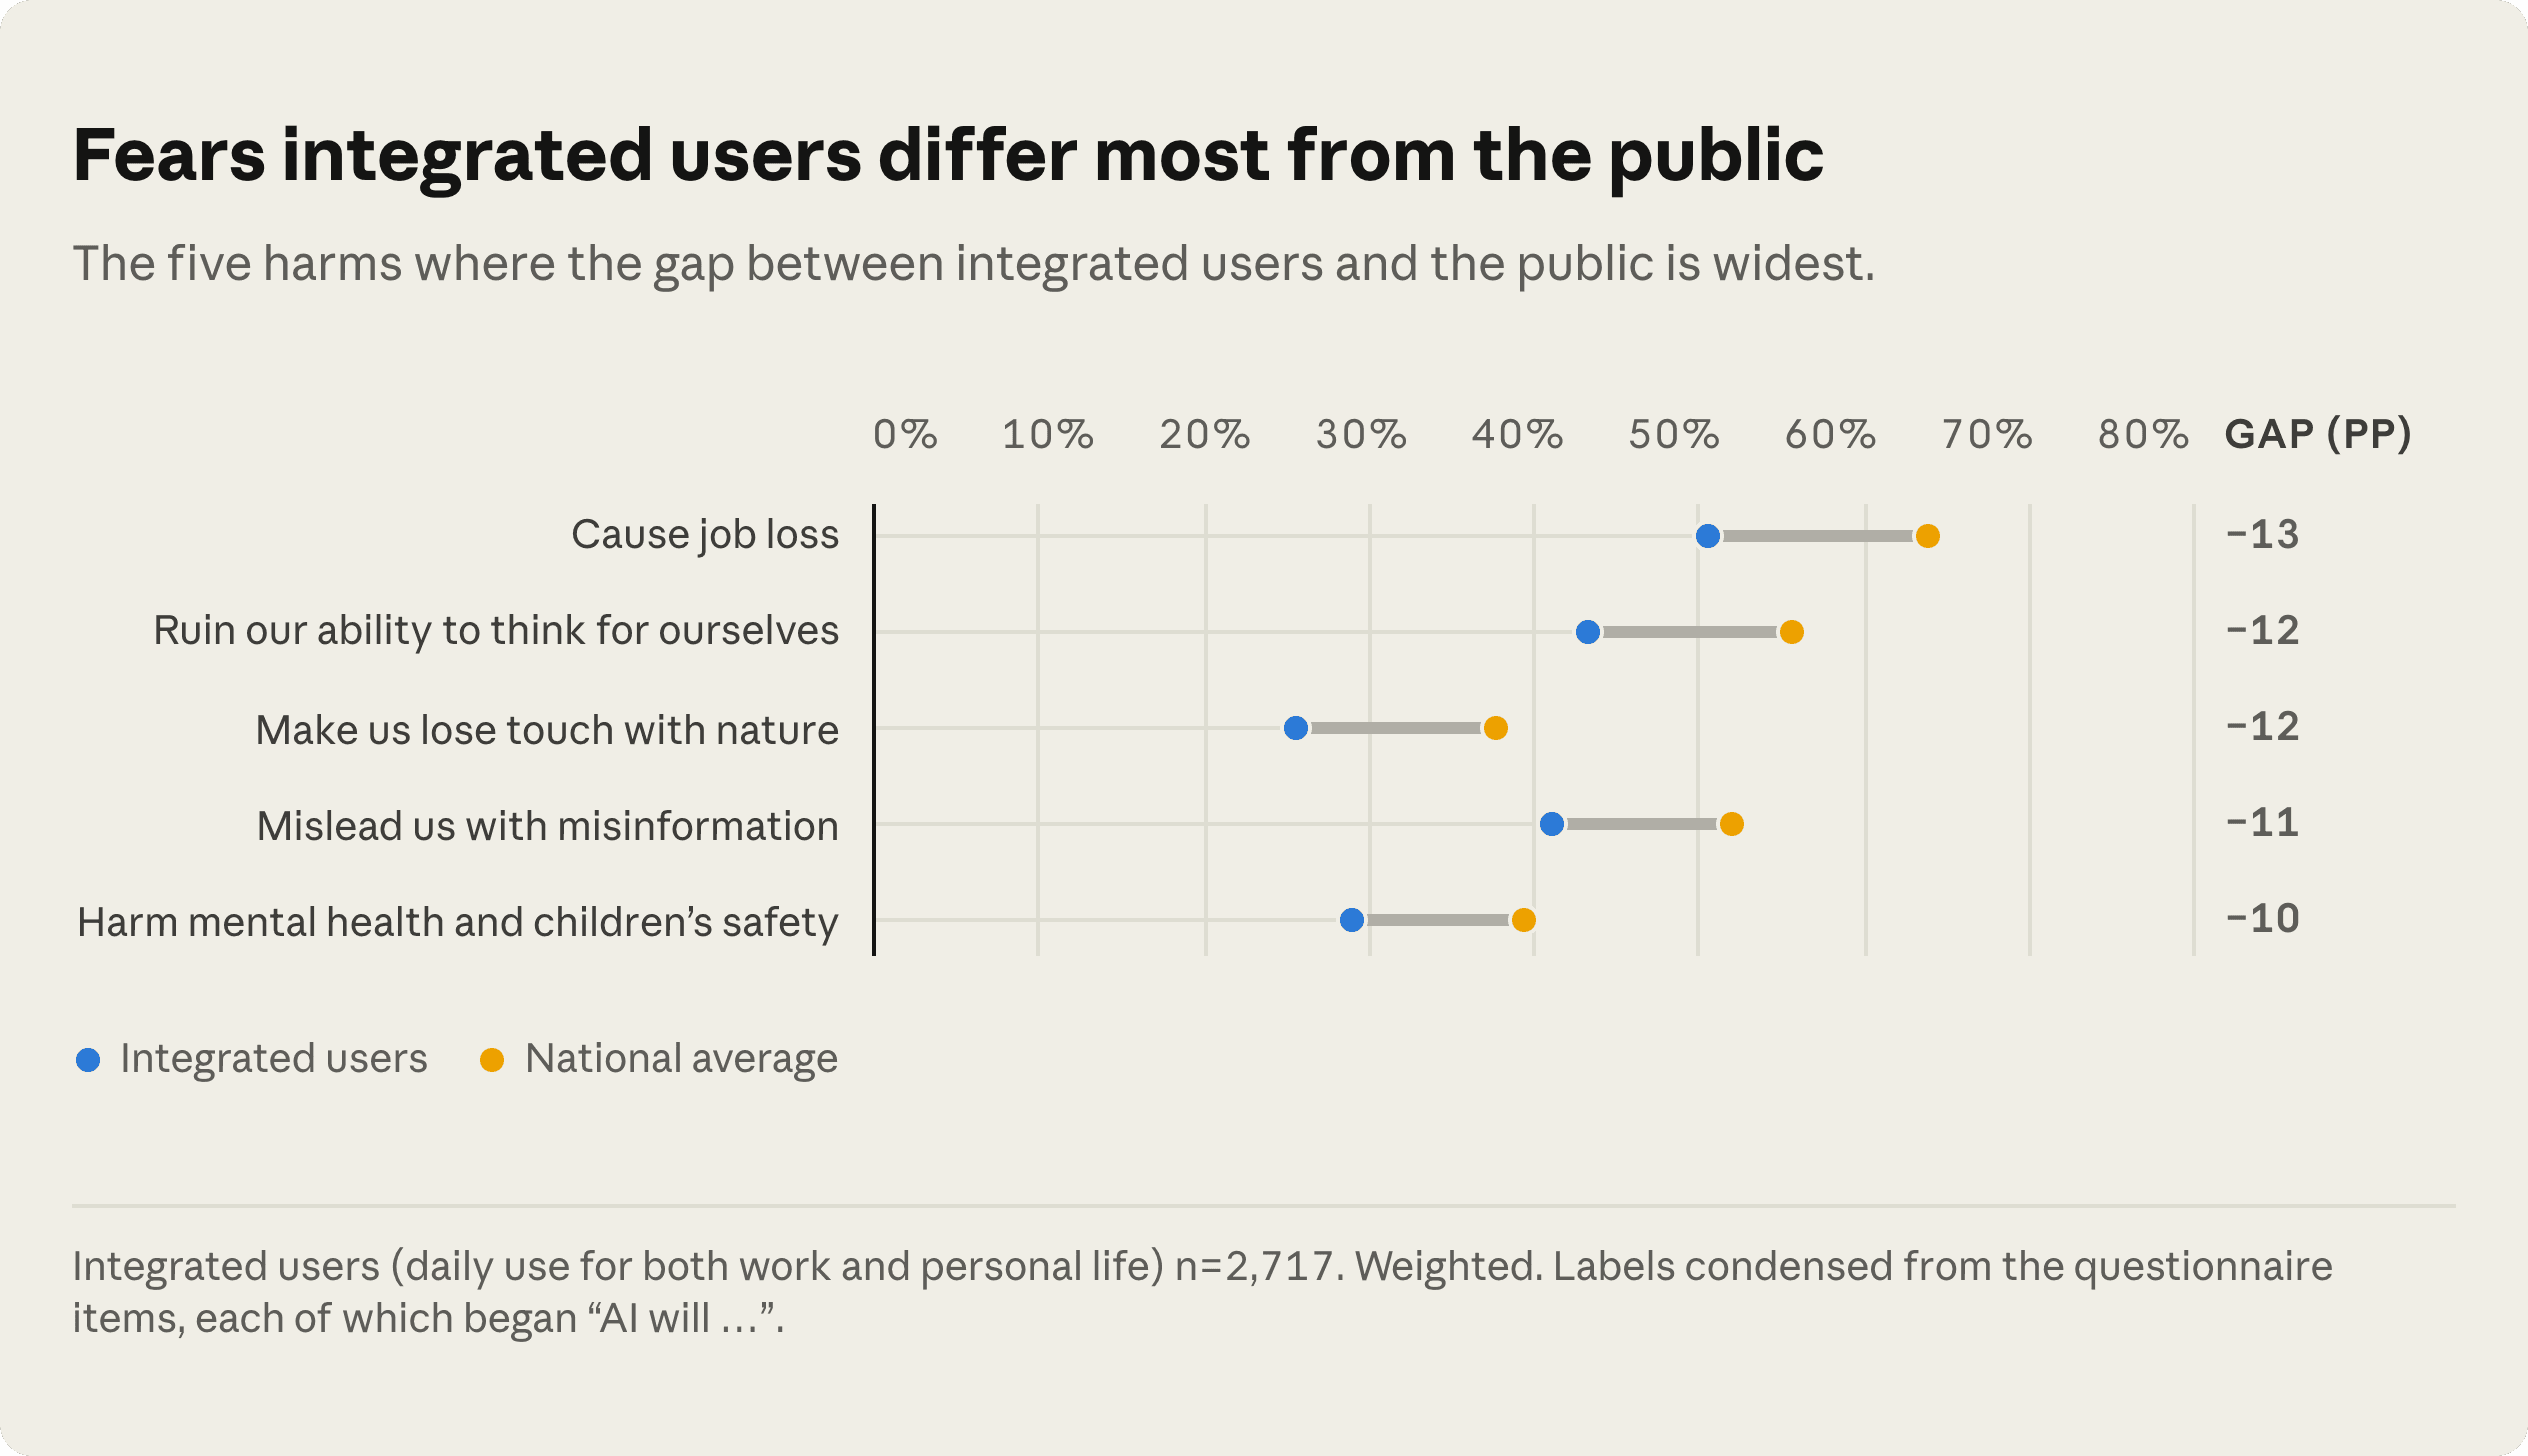 Fears integrated users differ most from the public
The five harms where the gap between integrated users and the public is widest.
0% 10% 20% 30% 40% 50% 60% 70% 80% GAP (PP)
Cause job loss −13
Ruin our ability to think for ourselves −12
Make us lose touch with nature −12
Mislead us with misinformation −11
Harm mental health and children’s safety −10
Integrated users National average
Integrated users (daily use for both work and personal life) n=2,717. Weighted. Labels condensed from the questionnaire
items, each of which began “AI will …”.